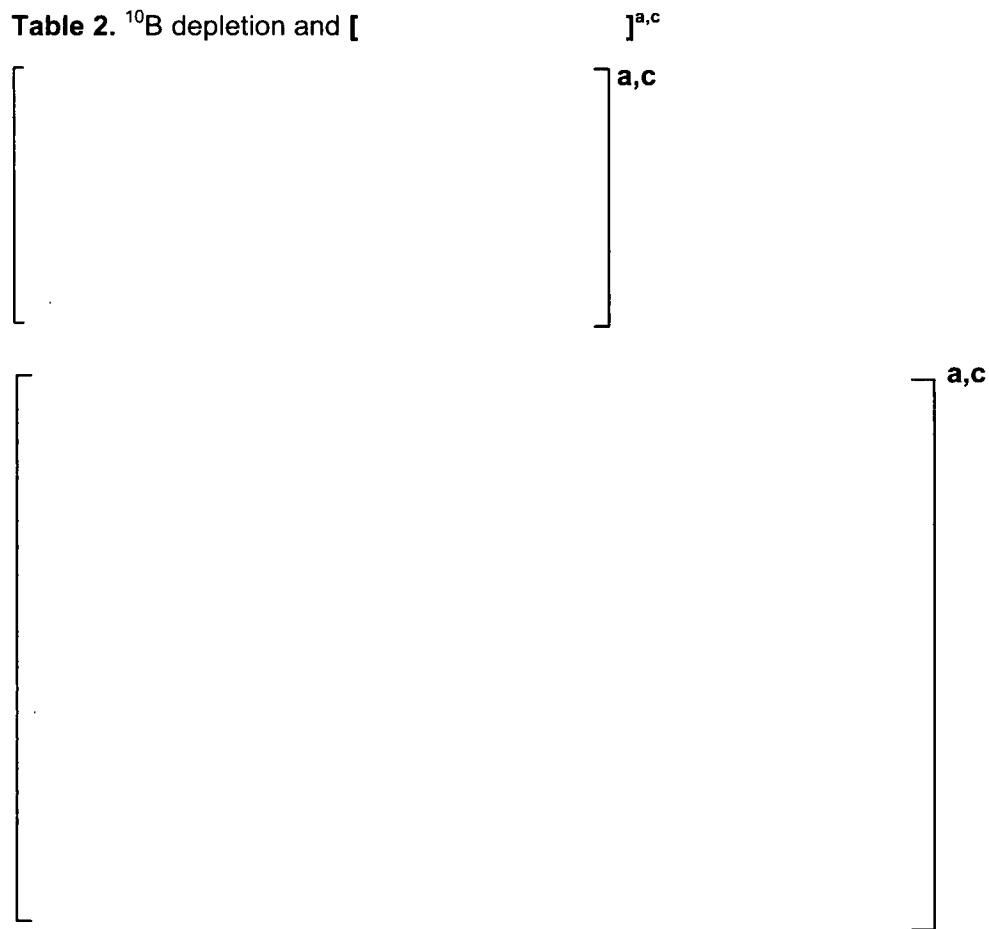 Table 2. ¹⁰B depletion and [ ]ᵃ,ᶜ
a,c
a,c